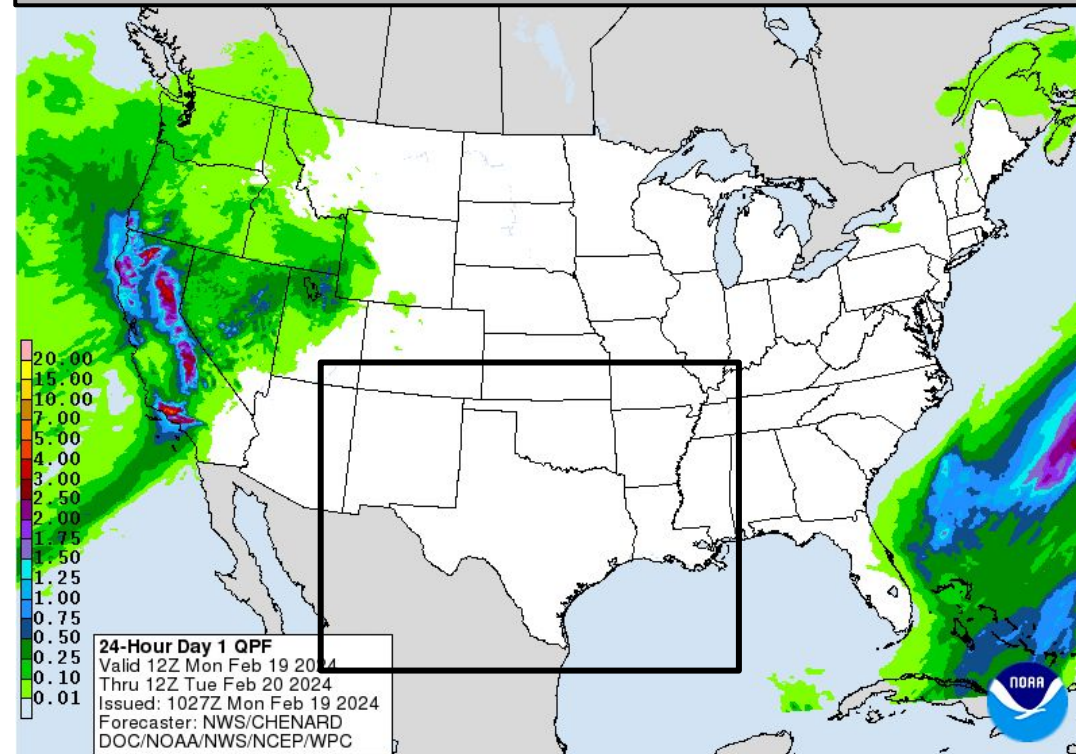 20.00
15.00
10.00
7.00
5.00
4.00
3.00
2.50
2.00
1.75
1.50
1.25
1.00
0.75
0.50
0.25
0.10
0.01
24-Hour Day 1 QPF
Valid 12Z Mon Feb 19 2024
Thru 12Z Tue Feb 20 2024
Issued: 1027Z Mon Feb 19 2024
Forecaster: NWS/CHENARD
DOC/NOAA/NWS/NCEP/WPC
NOAA